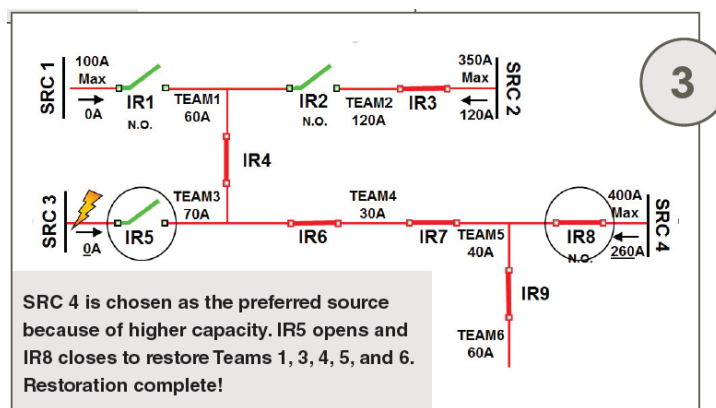 SRC 1
100A
Max
0A
IR1
N.O.
TEAM1
60A
IR2
N.O.
TEAM2
120A
IR3
350A
Max
120A
SRC 2
3
IR4
SRC 3
0A
IR5
TEAM3
70A
IR6
TEAM4
30A
IR7
TEAM5
40A
IR8
N.O.
400A
Max
260A
SRC 4
IR9
TEAM6
60A
SRC 4 is chosen as the preferred source
because of higher capacity. IR5 opens and
IR8 closes to restore Teams 1, 3, 4, 5, and 6.
Restoration complete!